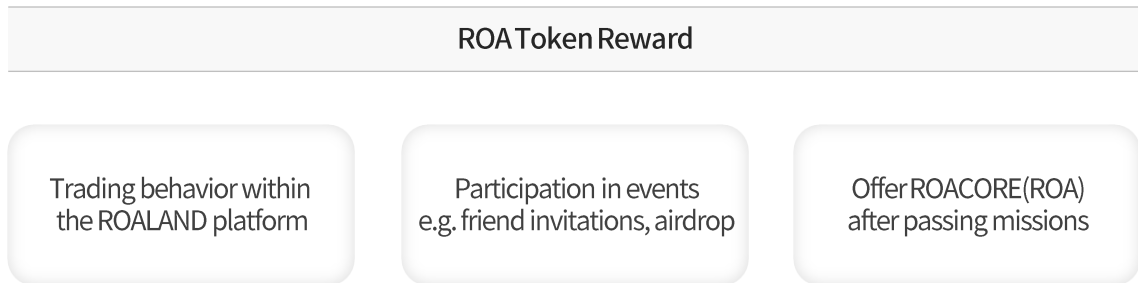 ROA Token Reward
Trading behavior within
the ROALAND platform
Participation in events
e.g. friend invitations, airdrop
Offer ROACORE(ROA)
after passing missions